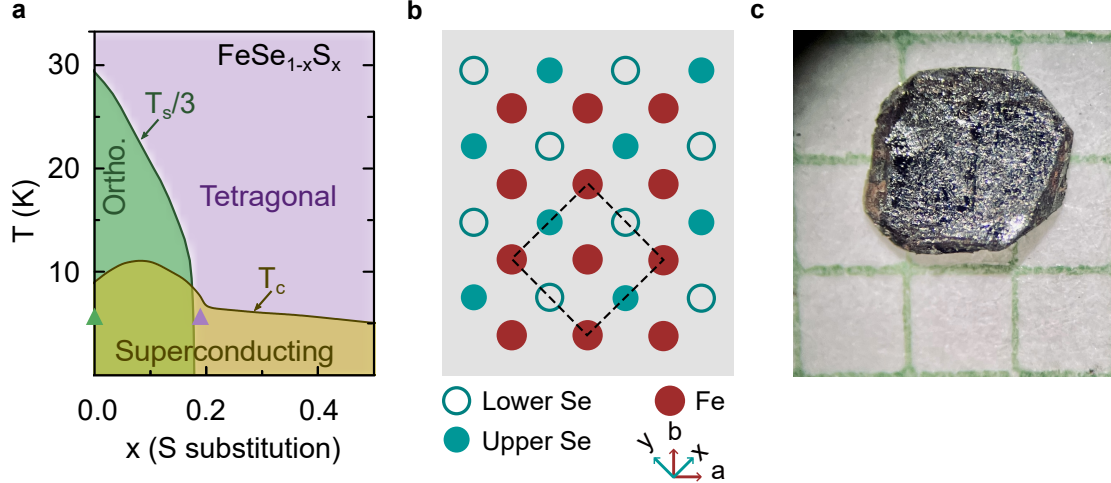 a
FeSe1-xSx
30
Ts/3
Ortho.
20
Tetragonal
T (K)
10
Tc
Superconducting
0.0 0.2 0.4
x (S substitution)
b
Lower Se
Fe
Upper Se
y b x a
c